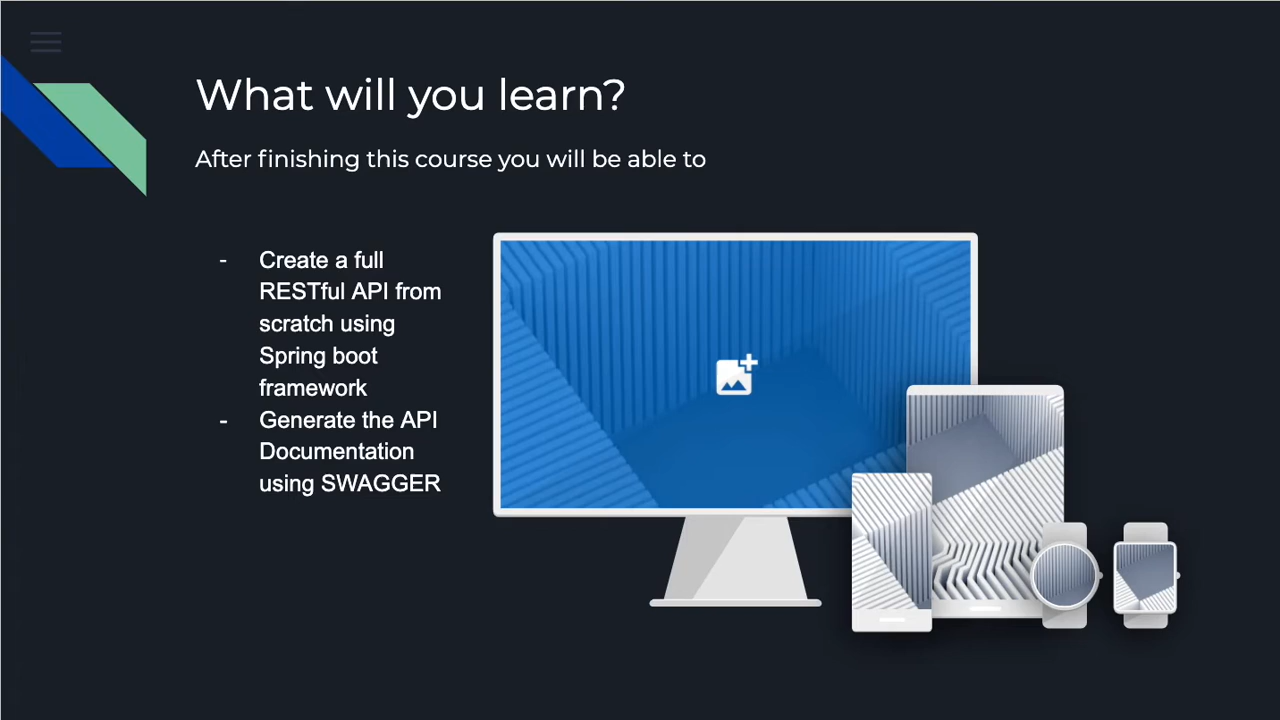 What will you learn?
After finishing this course you will be able to
- Create a full
RESTful API from
scratch using
Spring boot
framework
- Generate the API
Documentation
using SWAGGER